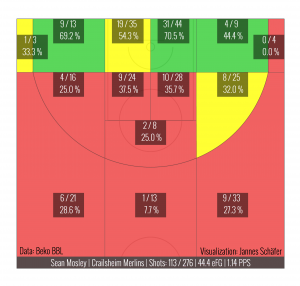 9 / 13
69.2 %
19 / 35
54.3 %
31 / 44
70.5 %
4 / 9
44.4 %
1 / 3
33.3 %
0 / 4
0.0 %
4 / 16
25.0 %
9 / 24
37.5 %
10 / 28
35.7 %
8 / 25
32.0 %
2 / 8
25.0 %
6 / 21
28.6 %
1 / 13
7.7 %
9 / 33
27.3 %
Data: Beko BBL
Visualization: Jannes Schäfer
Sean Mosley | Crailsheim Merlins | Shots: 113 / 276 | 44.4 eFG | 1.14 PPS